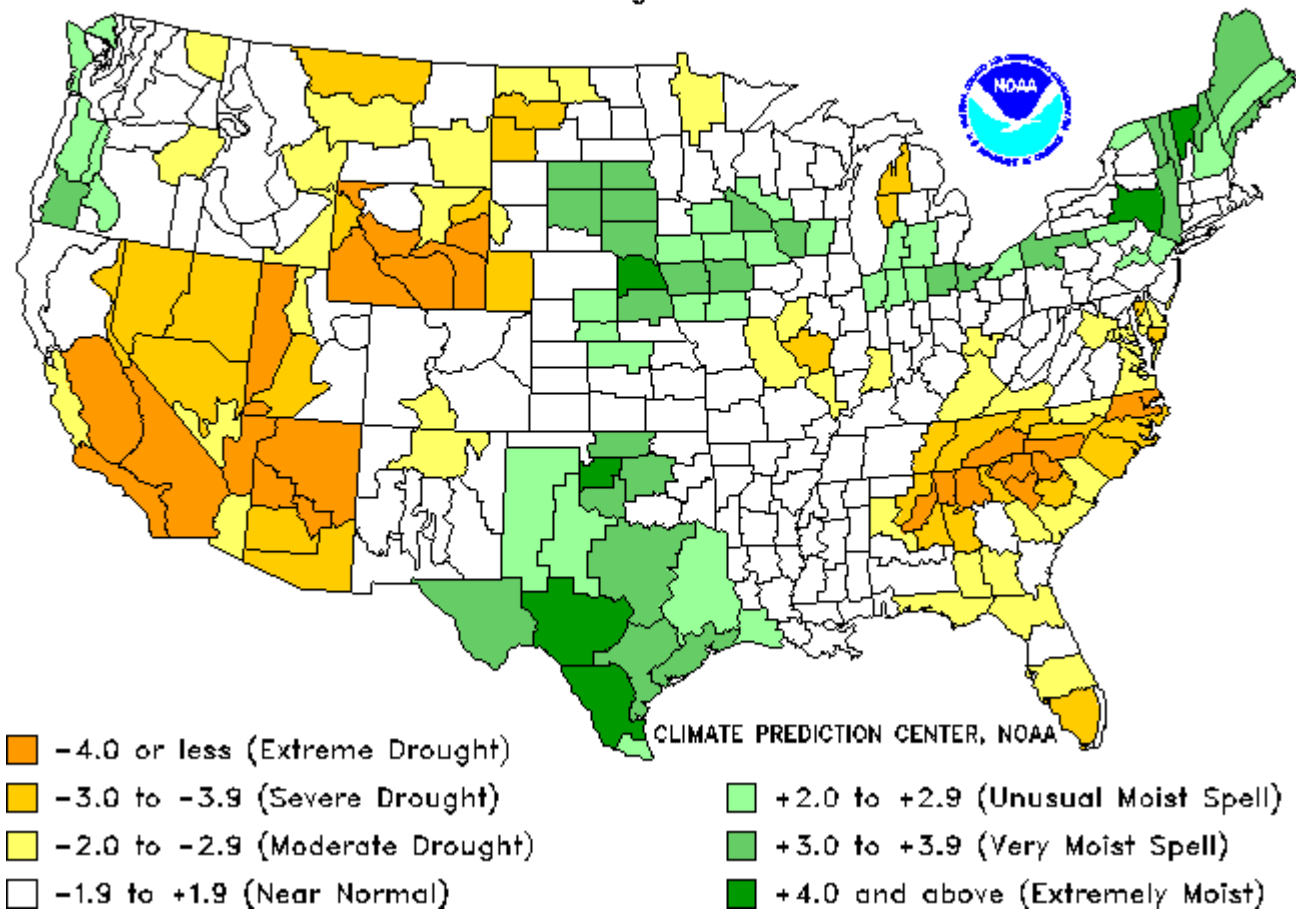 NOAA
CLIMATE PREDICTION CENTER, NOAA
-4.0 or less (Extreme Drought)
-3.0 to -3.9 (Severe Drought)
-2.0 to -2.9 (Moderate Drought)
-1.9 to +1.9 (Near Normal)
+2.0 to +2.9 (Unusual Moist Spell)
+3.0 to +3.9 (Very Moist Spell)
+4.0 and above (Extremely Moist)